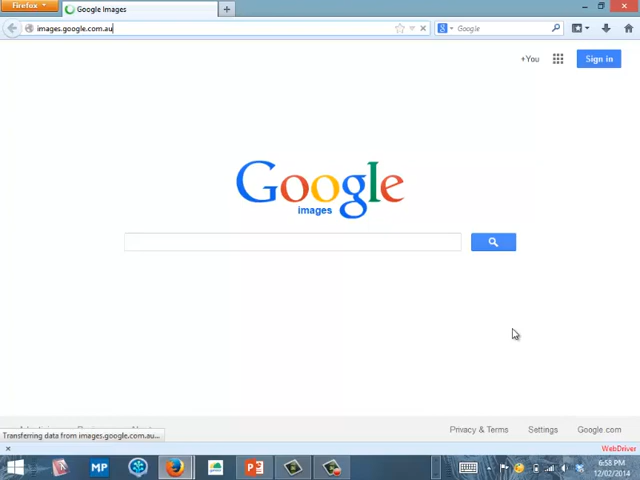 Firefox
Google Images
images.google.com.au
Google
+You
Sign in
Google
images
Privacy & Terms
Settings
Google.com
Transferring data from images.google.com.au...
WebDriver
MP
6:58 PM
12/02/2014